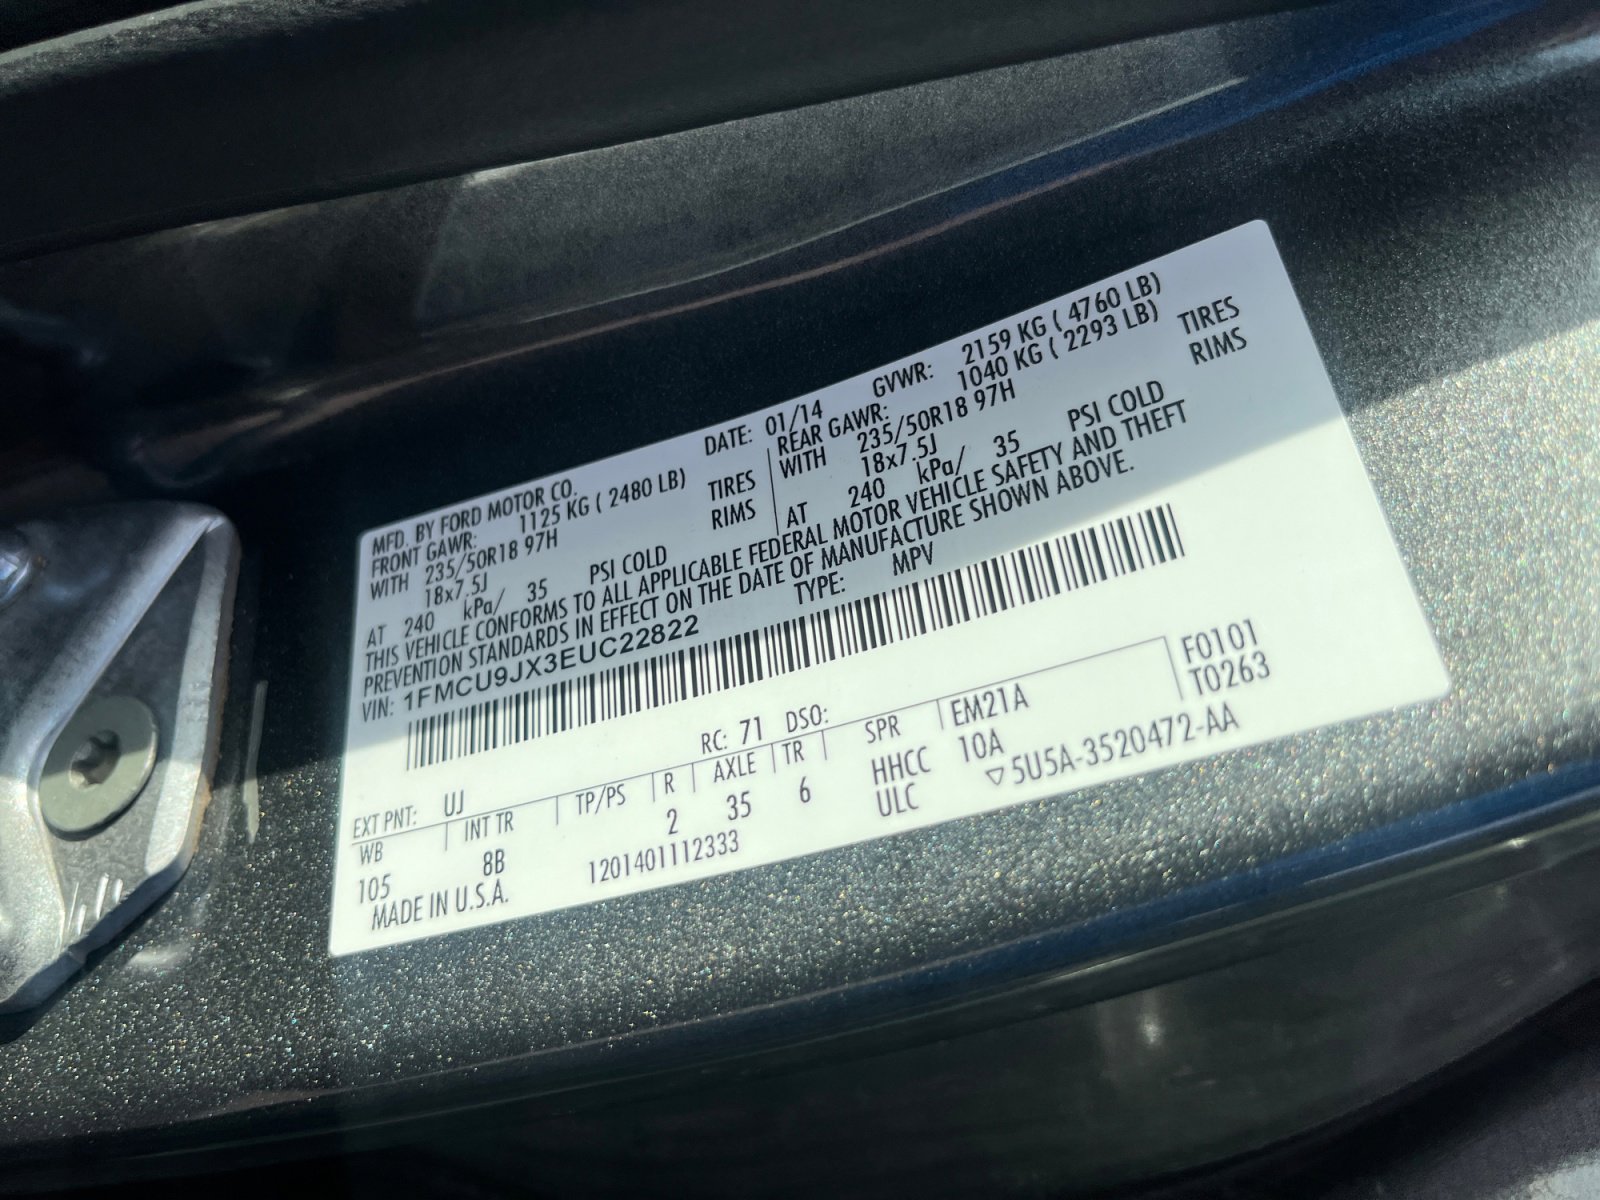 MFD. BY FORD MOTOR CO. DATE: 01/14 GVWR: 2159 KG ( 4760 LB)
FRONT GAWR: 1125 KG ( 2480 LB) REAR GAWR: 1040 KG ( 2293 LB)
WITH 235/50R18 97H TIRES WITH 235/50R18 97H TIRES
18x7.5J RIMS 18x7.5J RIMS
AT 240 kPa/ 35 PSI COLD AT 240 kPa/ 35 PSI COLD
THIS VEHICLE CONFORMS TO ALL APPLICABLE FEDERAL MOTOR VEHICLE SAFETY AND THEFT
PREVENTION STANDARDS IN EFFECT ON THE DATE OF MANUFACTURE SHOWN ABOVE.
VIN: 1FMCU9JX3EUC22822 TYPE: MPV
EXT PNT: UJ RC: 71 DSO: F0101
WB INT TR TP/PS R AXLE TR SPR EM21A T0263
105 8B 2 35 6 HHCC 10A
MADE IN U.S.A. 1201401112333 ULC ▽5U5A-3520472-AA